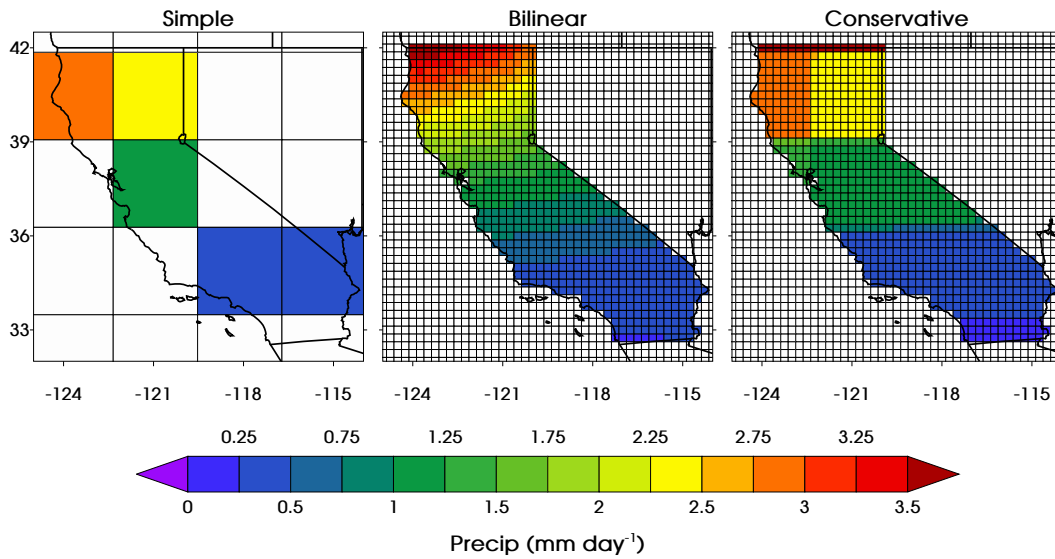 Simple Bilinear Conservative
42
39
36
33
-124 -121 -118 -115 -124 -121 -118 -115 -124 -121 -118 -115
0.25 0.75 1.25 1.75 2.25 2.75 3.25
0 0.5 1 1.5 2 2.5 3 3.5
Precip (mm day⁻¹)